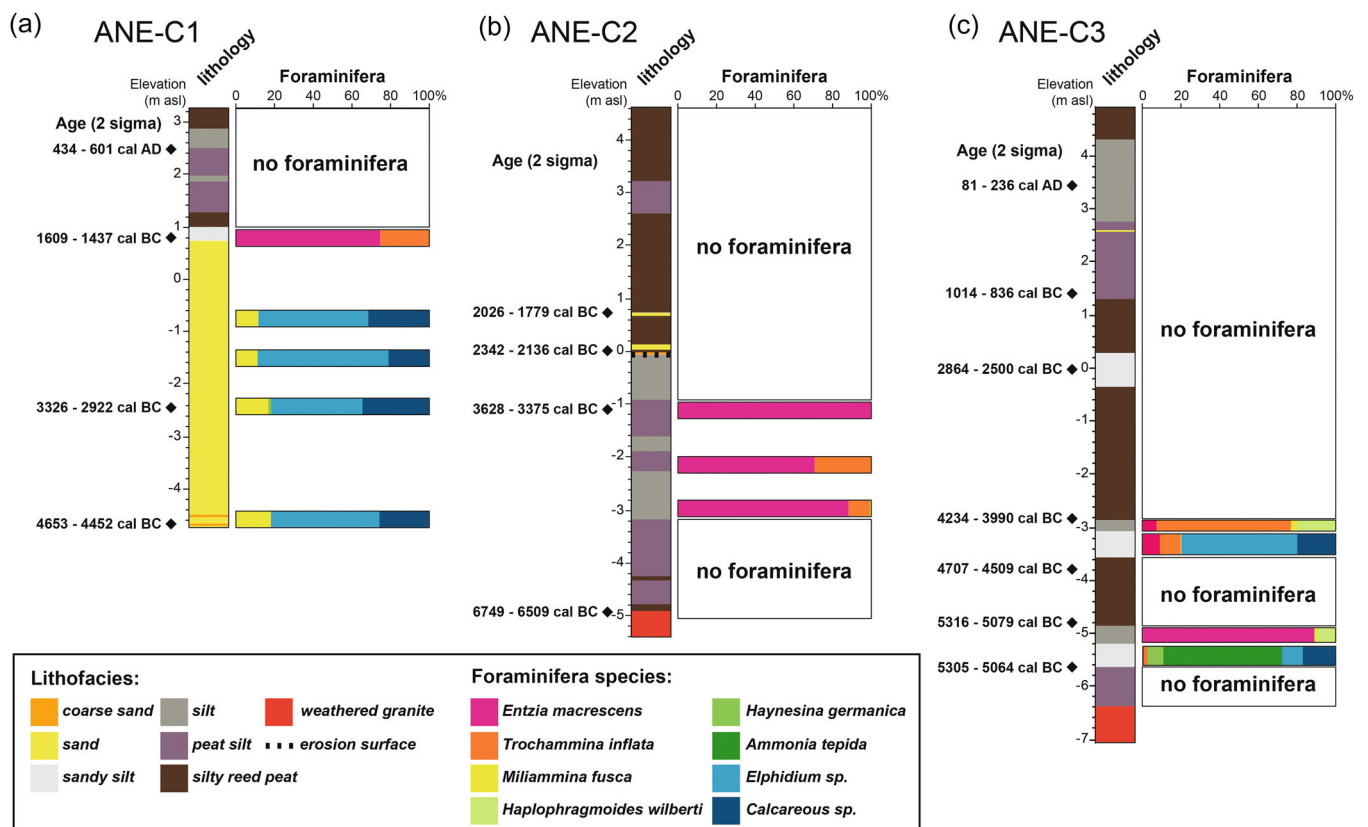 (a) ANE-C1
lithology
Elevation
(m asl)
Foraminifera
0 20 40 60 80 100%
Age (2 sigma)
434 - 601 cal AD
1609 - 1437 cal BC
3326 - 2922 cal BC
4653 - 4452 cal BC
3
2
1
0
-1
-2
-3
-4
no foraminifera
(b) ANE-C2
lithology
Elevation
(m asl)
Foraminifera
0 20 40 60 80 100%
Age (2 sigma)
2026 - 1779 cal BC
2342 - 2136 cal BC
3628 - 3375 cal BC
6749 - 6509 cal BC
4
3
2
1
0
-1
-2
-3
-4
-5
no foraminifera
no foraminifera
(c) ANE-C3
lithology
Elevation
(m asl)
Foraminifera
0 20 40 60 80 100%
Age (2 sigma)
81 - 236 cal AD
1014 - 836 cal BC
2864 - 2500 cal BC
4234 - 3990 cal BC
4707 - 4509 cal BC
5316 - 5079 cal BC
5305 - 5064 cal BC
4
3
2
1
0
-1
-2
-3
-4
-5
-6
-7
no foraminifera
no foraminifera
no foraminifera
Lithofacies:
coarse sand
sand
sandy silt
silt
peat silt
silty reed peat
weathered granite
erosion surface
Foraminifera species:
Entzia macrescens
Trochammina inflata
Miliammina fusca
Haplophragmoides wilberti
Haynesina germanica
Ammonia tepida
Elphidium sp.
Calcareous sp.